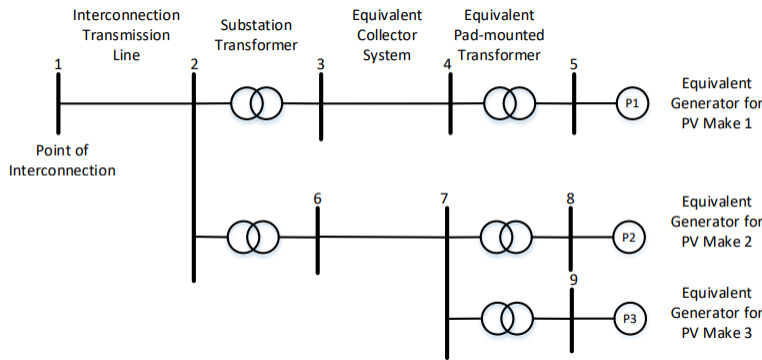 Interconnection
Transmission
Line
Substation
Transformer
Equivalent
Collector
System
Equivalent
Pad-mounted
Transformer
1
2
3
4
5
P1
Equivalent
Generator for
PV Make 1
Point of
Interconnection
6
7
8
P2
Equivalent
Generator for
PV Make 2
9
P3
Equivalent
Generator for
PV Make 3